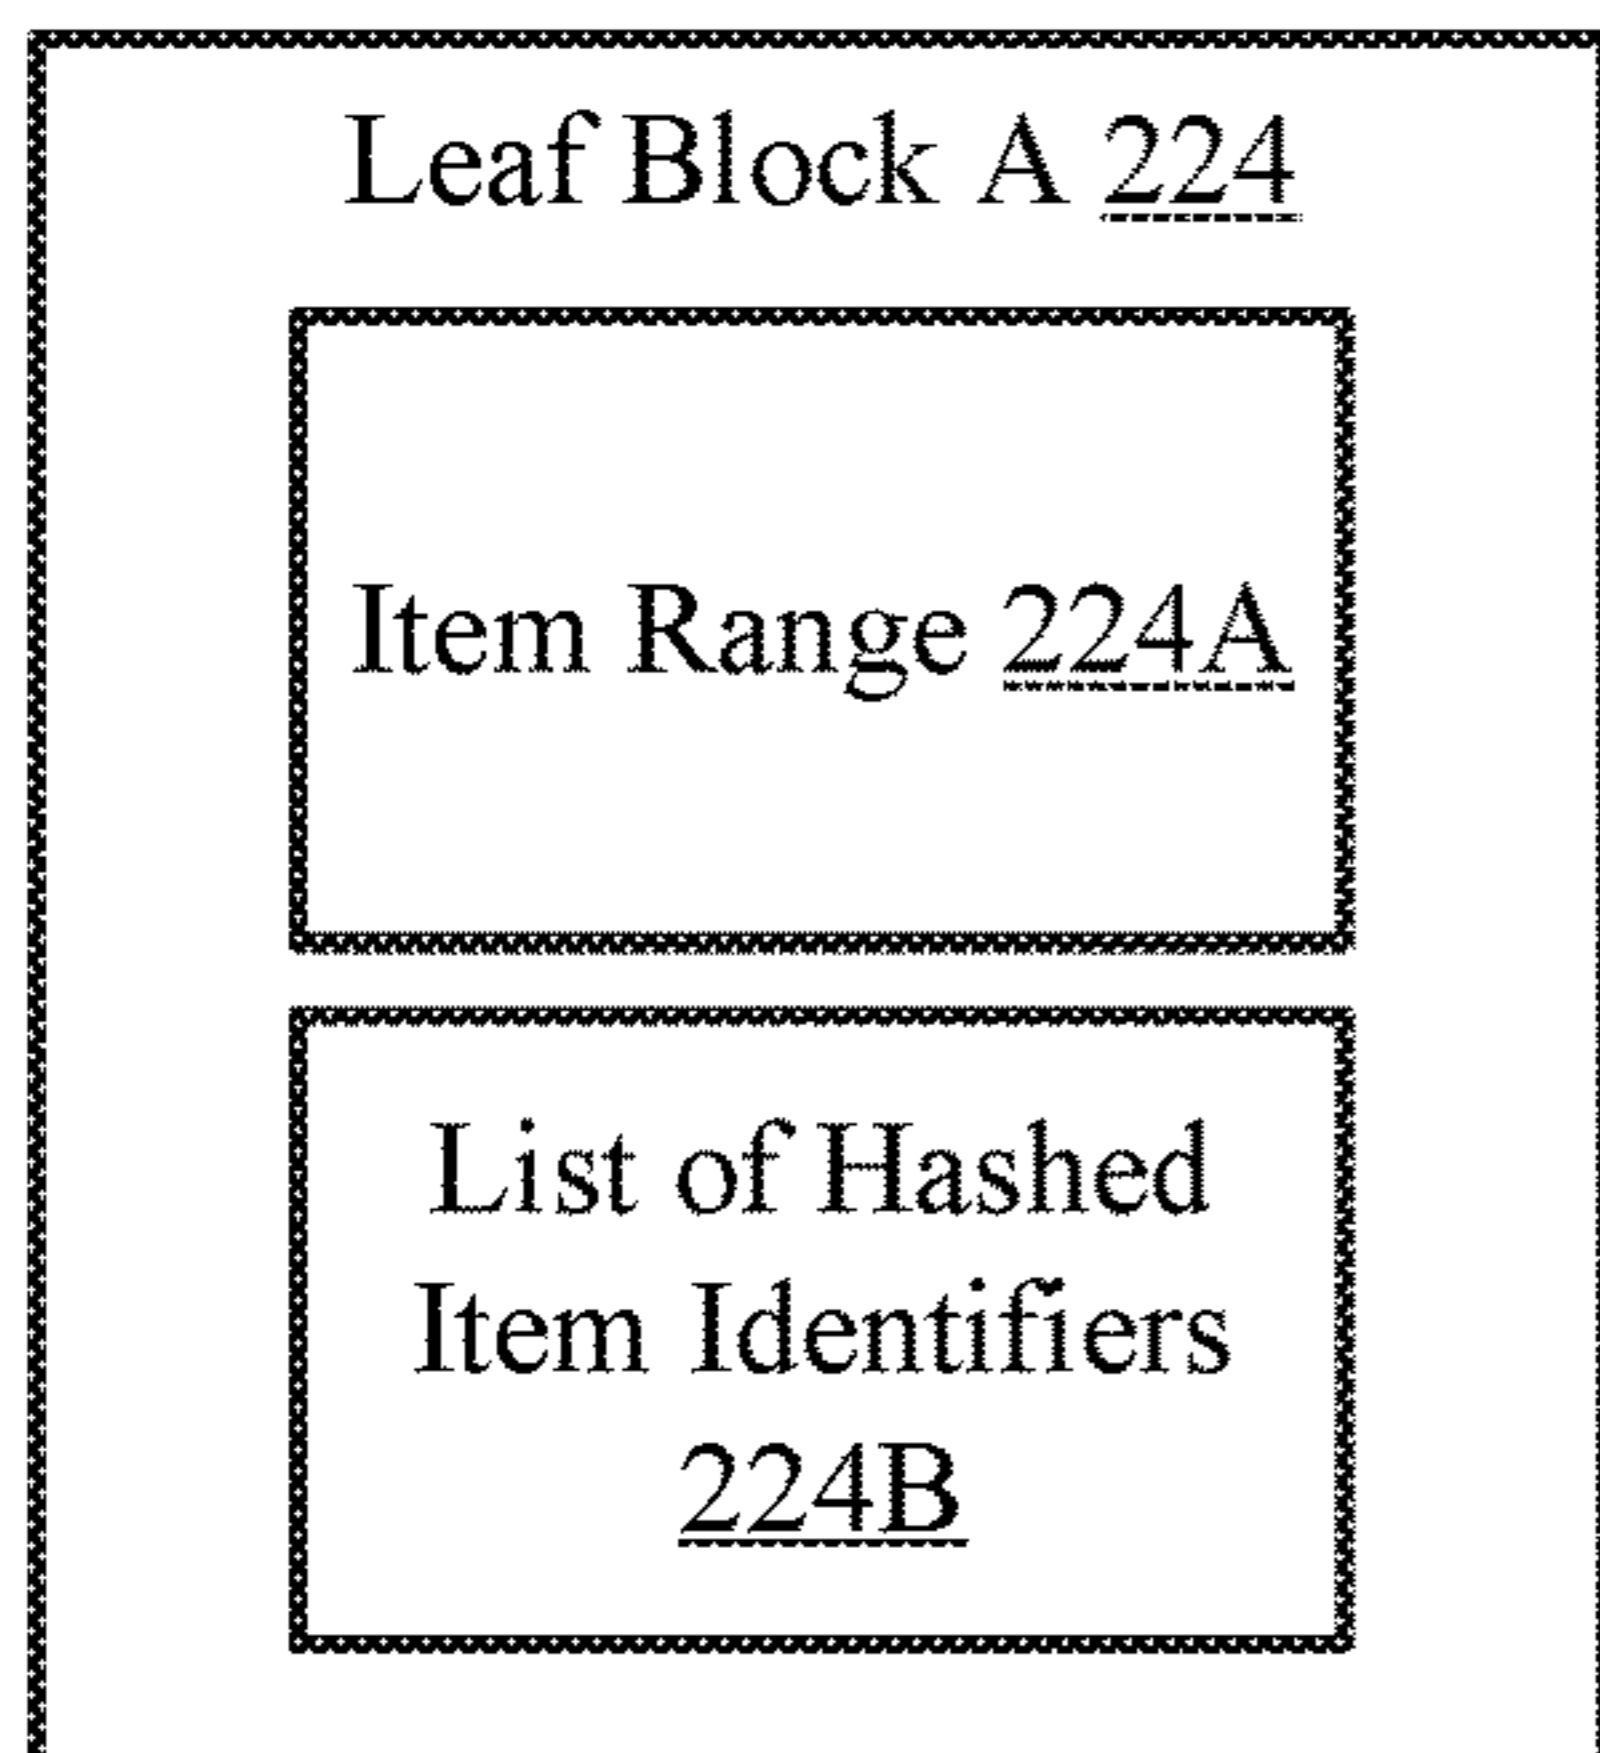 Leaf Block A 224
Item Range 224A
List of Hashed
Item Identifiers
224B